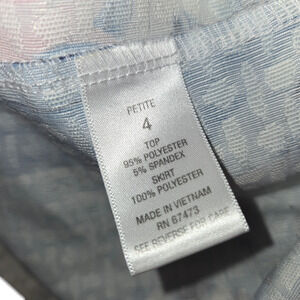 PETITE
4
TOP
95% POLYESTER
5% SPANDEX
SKIRT
100% POLYESTER
MADE IN VIETNAM
RN 67473
SEE REVERSE FOR CARE